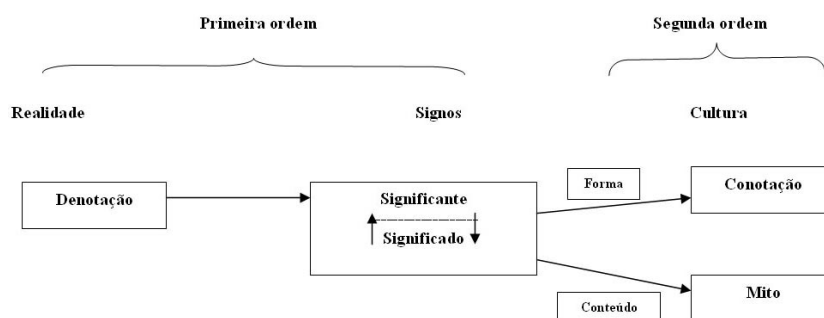 Primeira ordem
Segunda ordem
Realidade
Signos
Cultura
Denotação
Significante
Significado
Forma
Conotação
Conteúdo
Mito